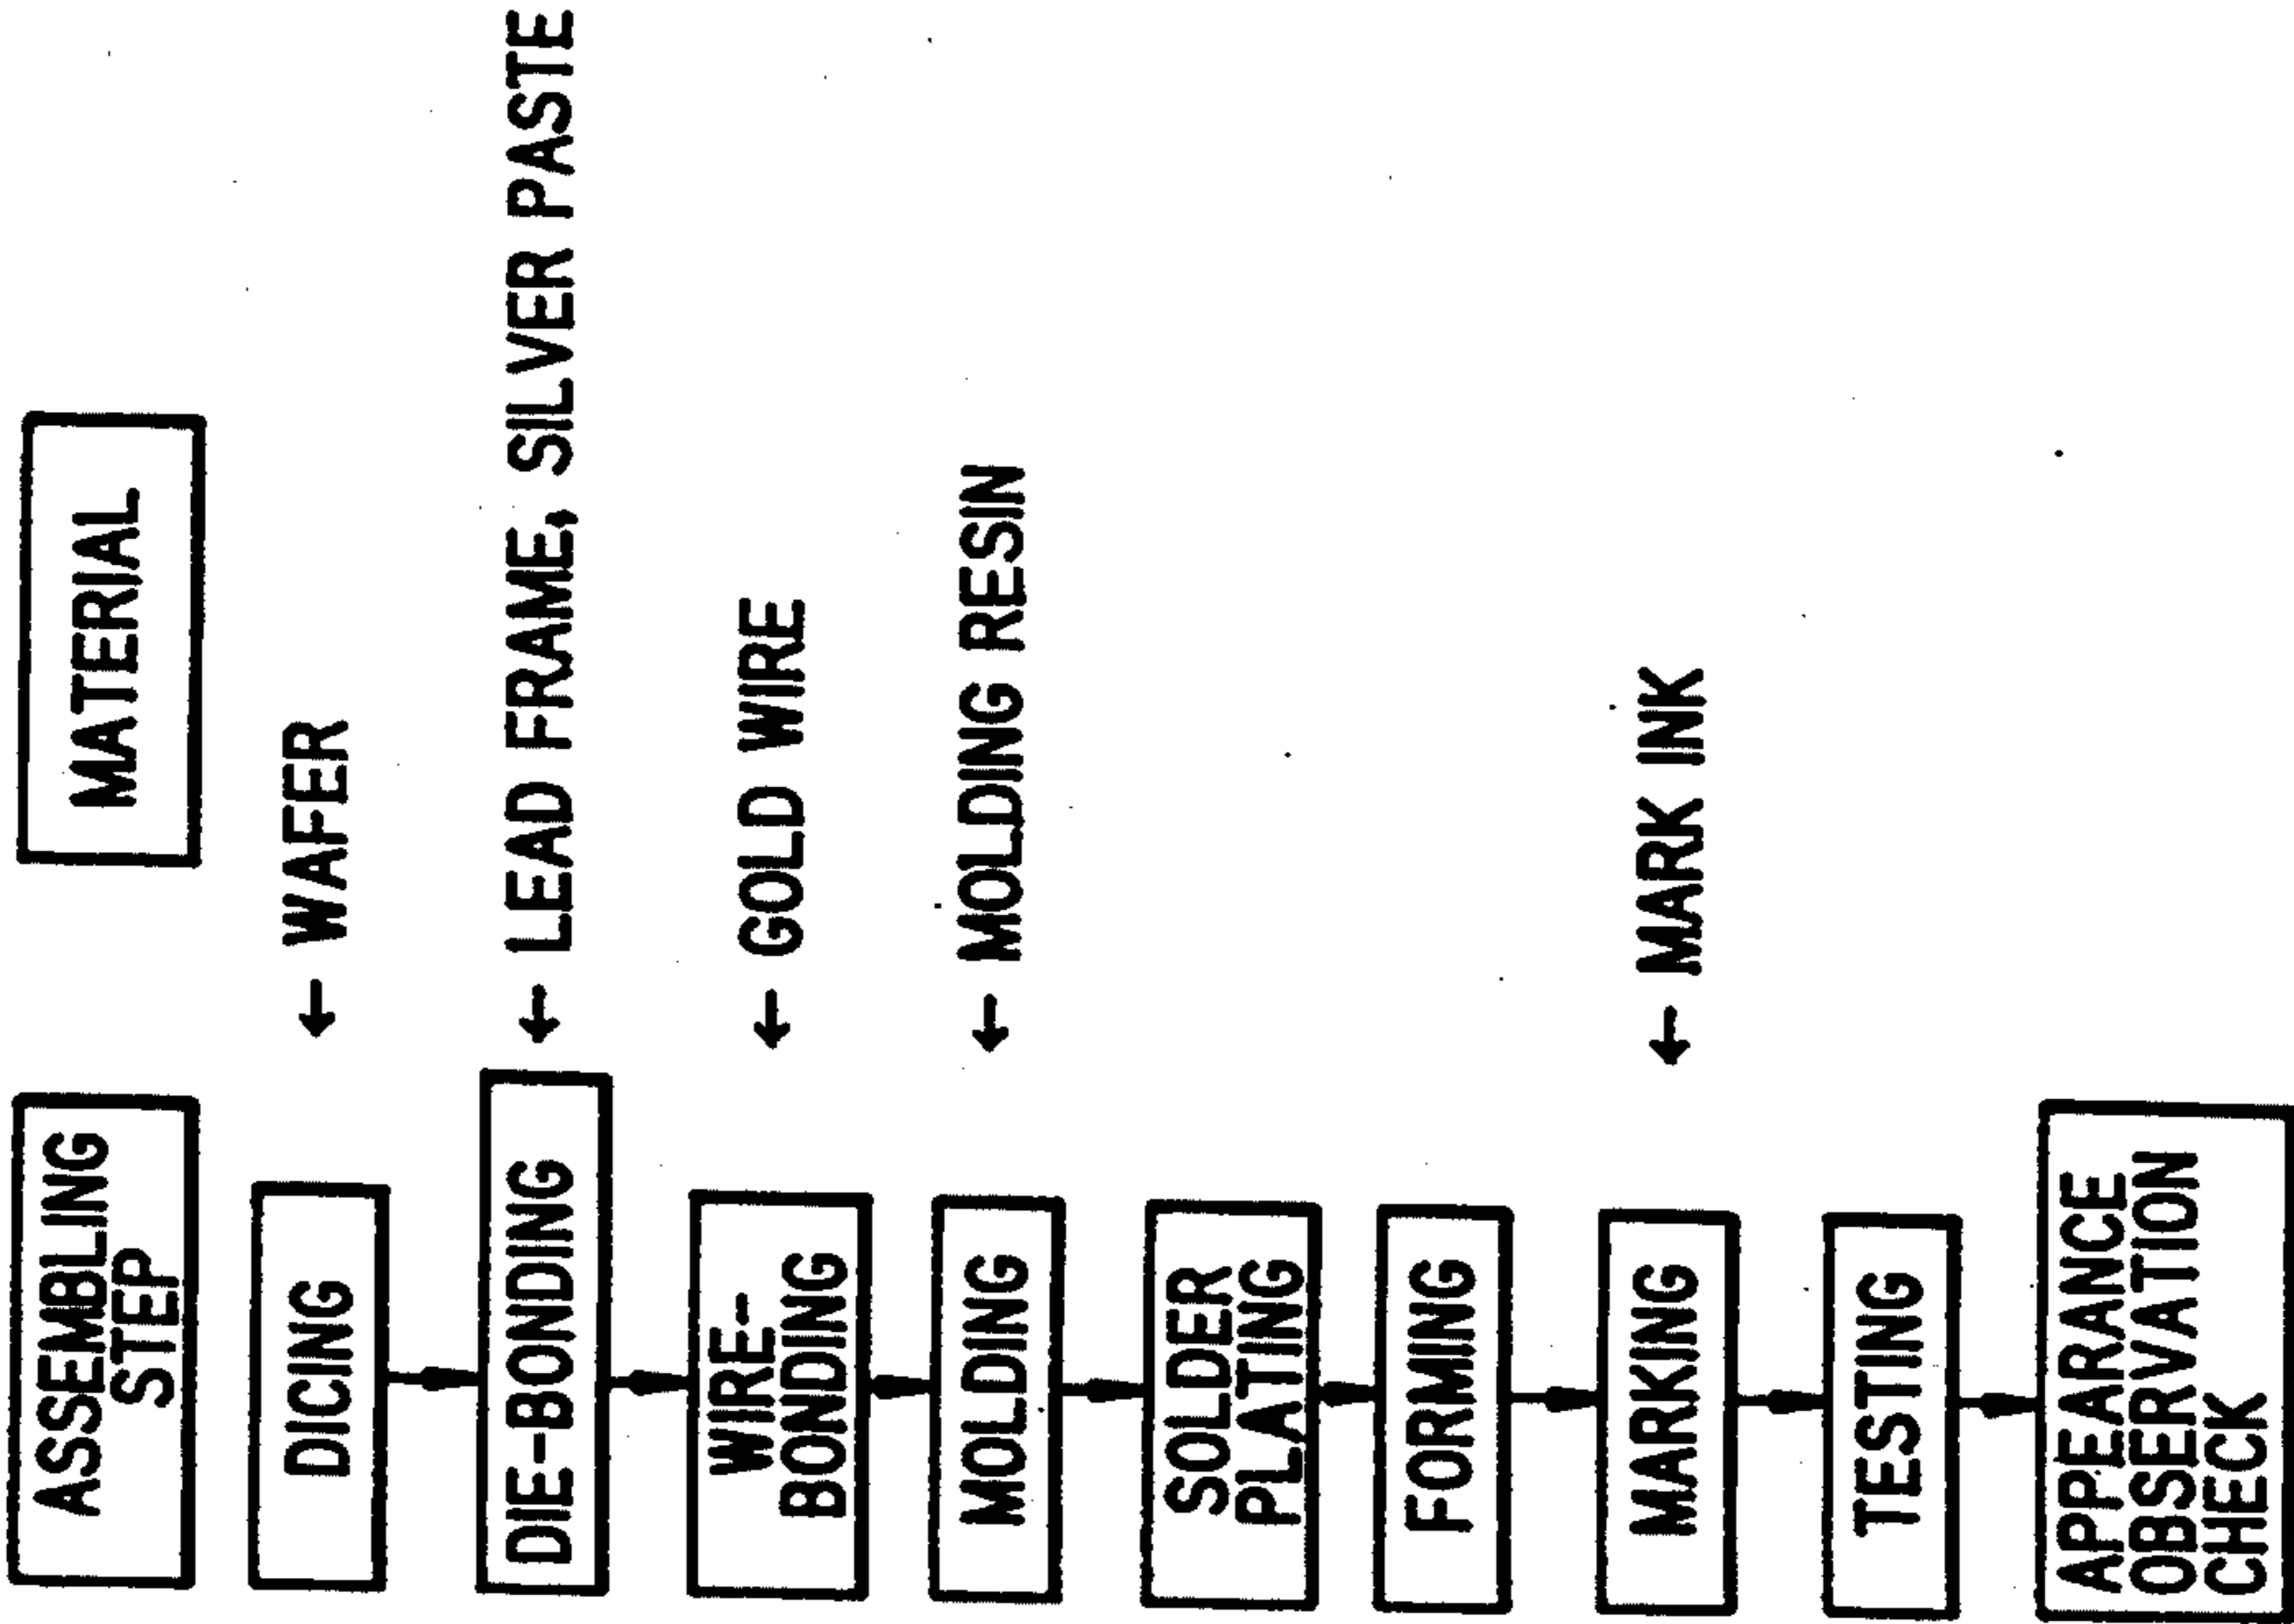 ASSEMBLING
STEP
MATERIAL
DICING
← WAFER
DIE-BONDING
← LEAD FRAME, SILVER PASTE
WIRE-
BONDING
← GOLD WIRE
MOLDING
← MOLDING RESIN
SOLDER
PLATING
FORMING
MARKING
← MARK INK
TESTING
APPEARANCE
OBSERVATION
CHECK